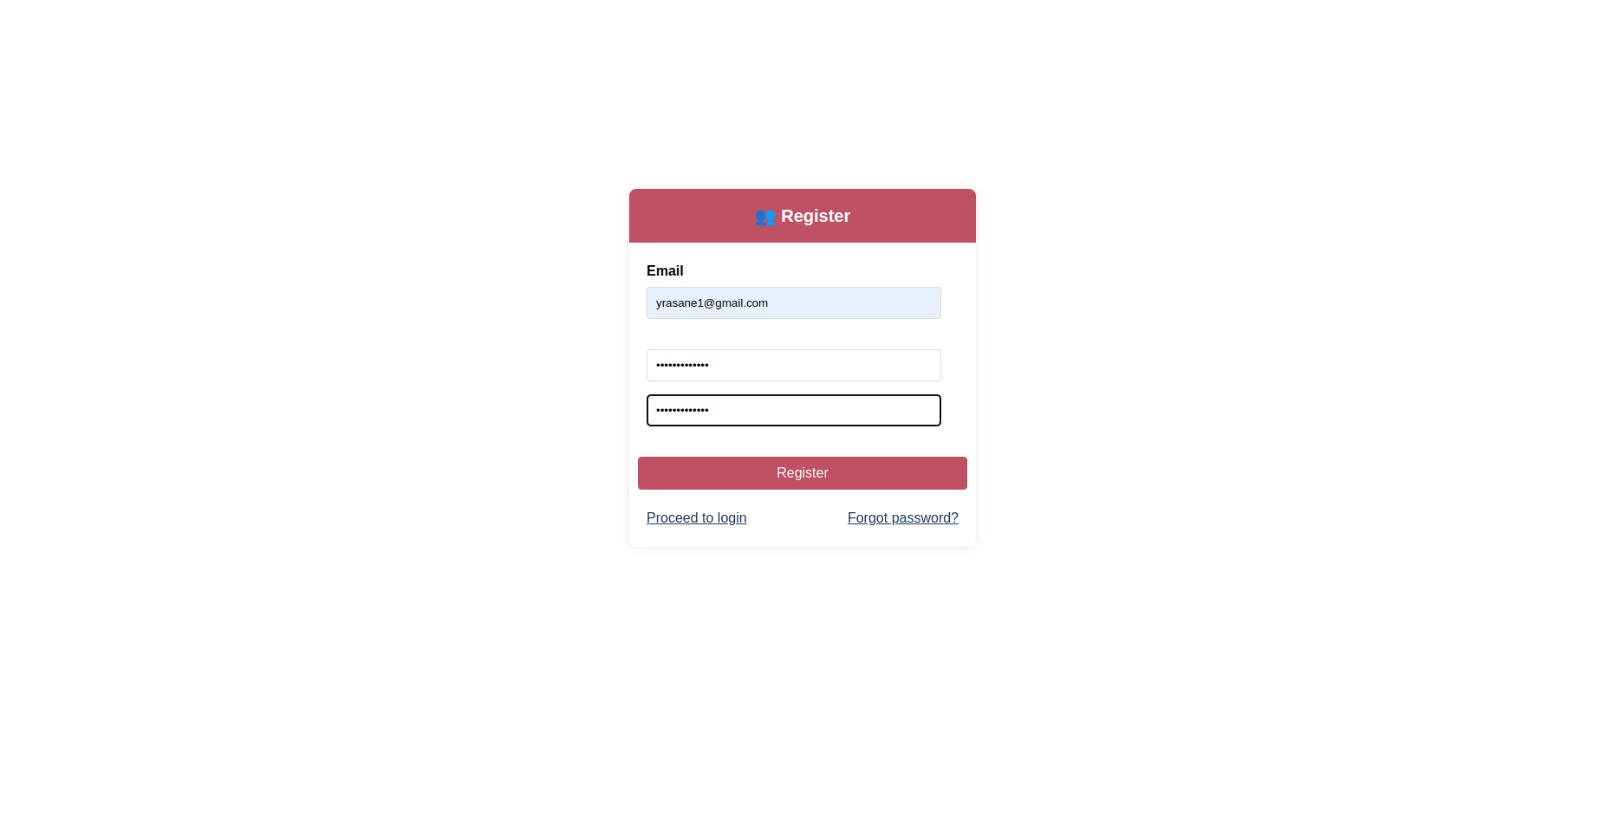 👥 Register
Email
yrasane1@gmail.com
•••••••••••••
•••••••••••••
Register
Proceed to login Forgot password?